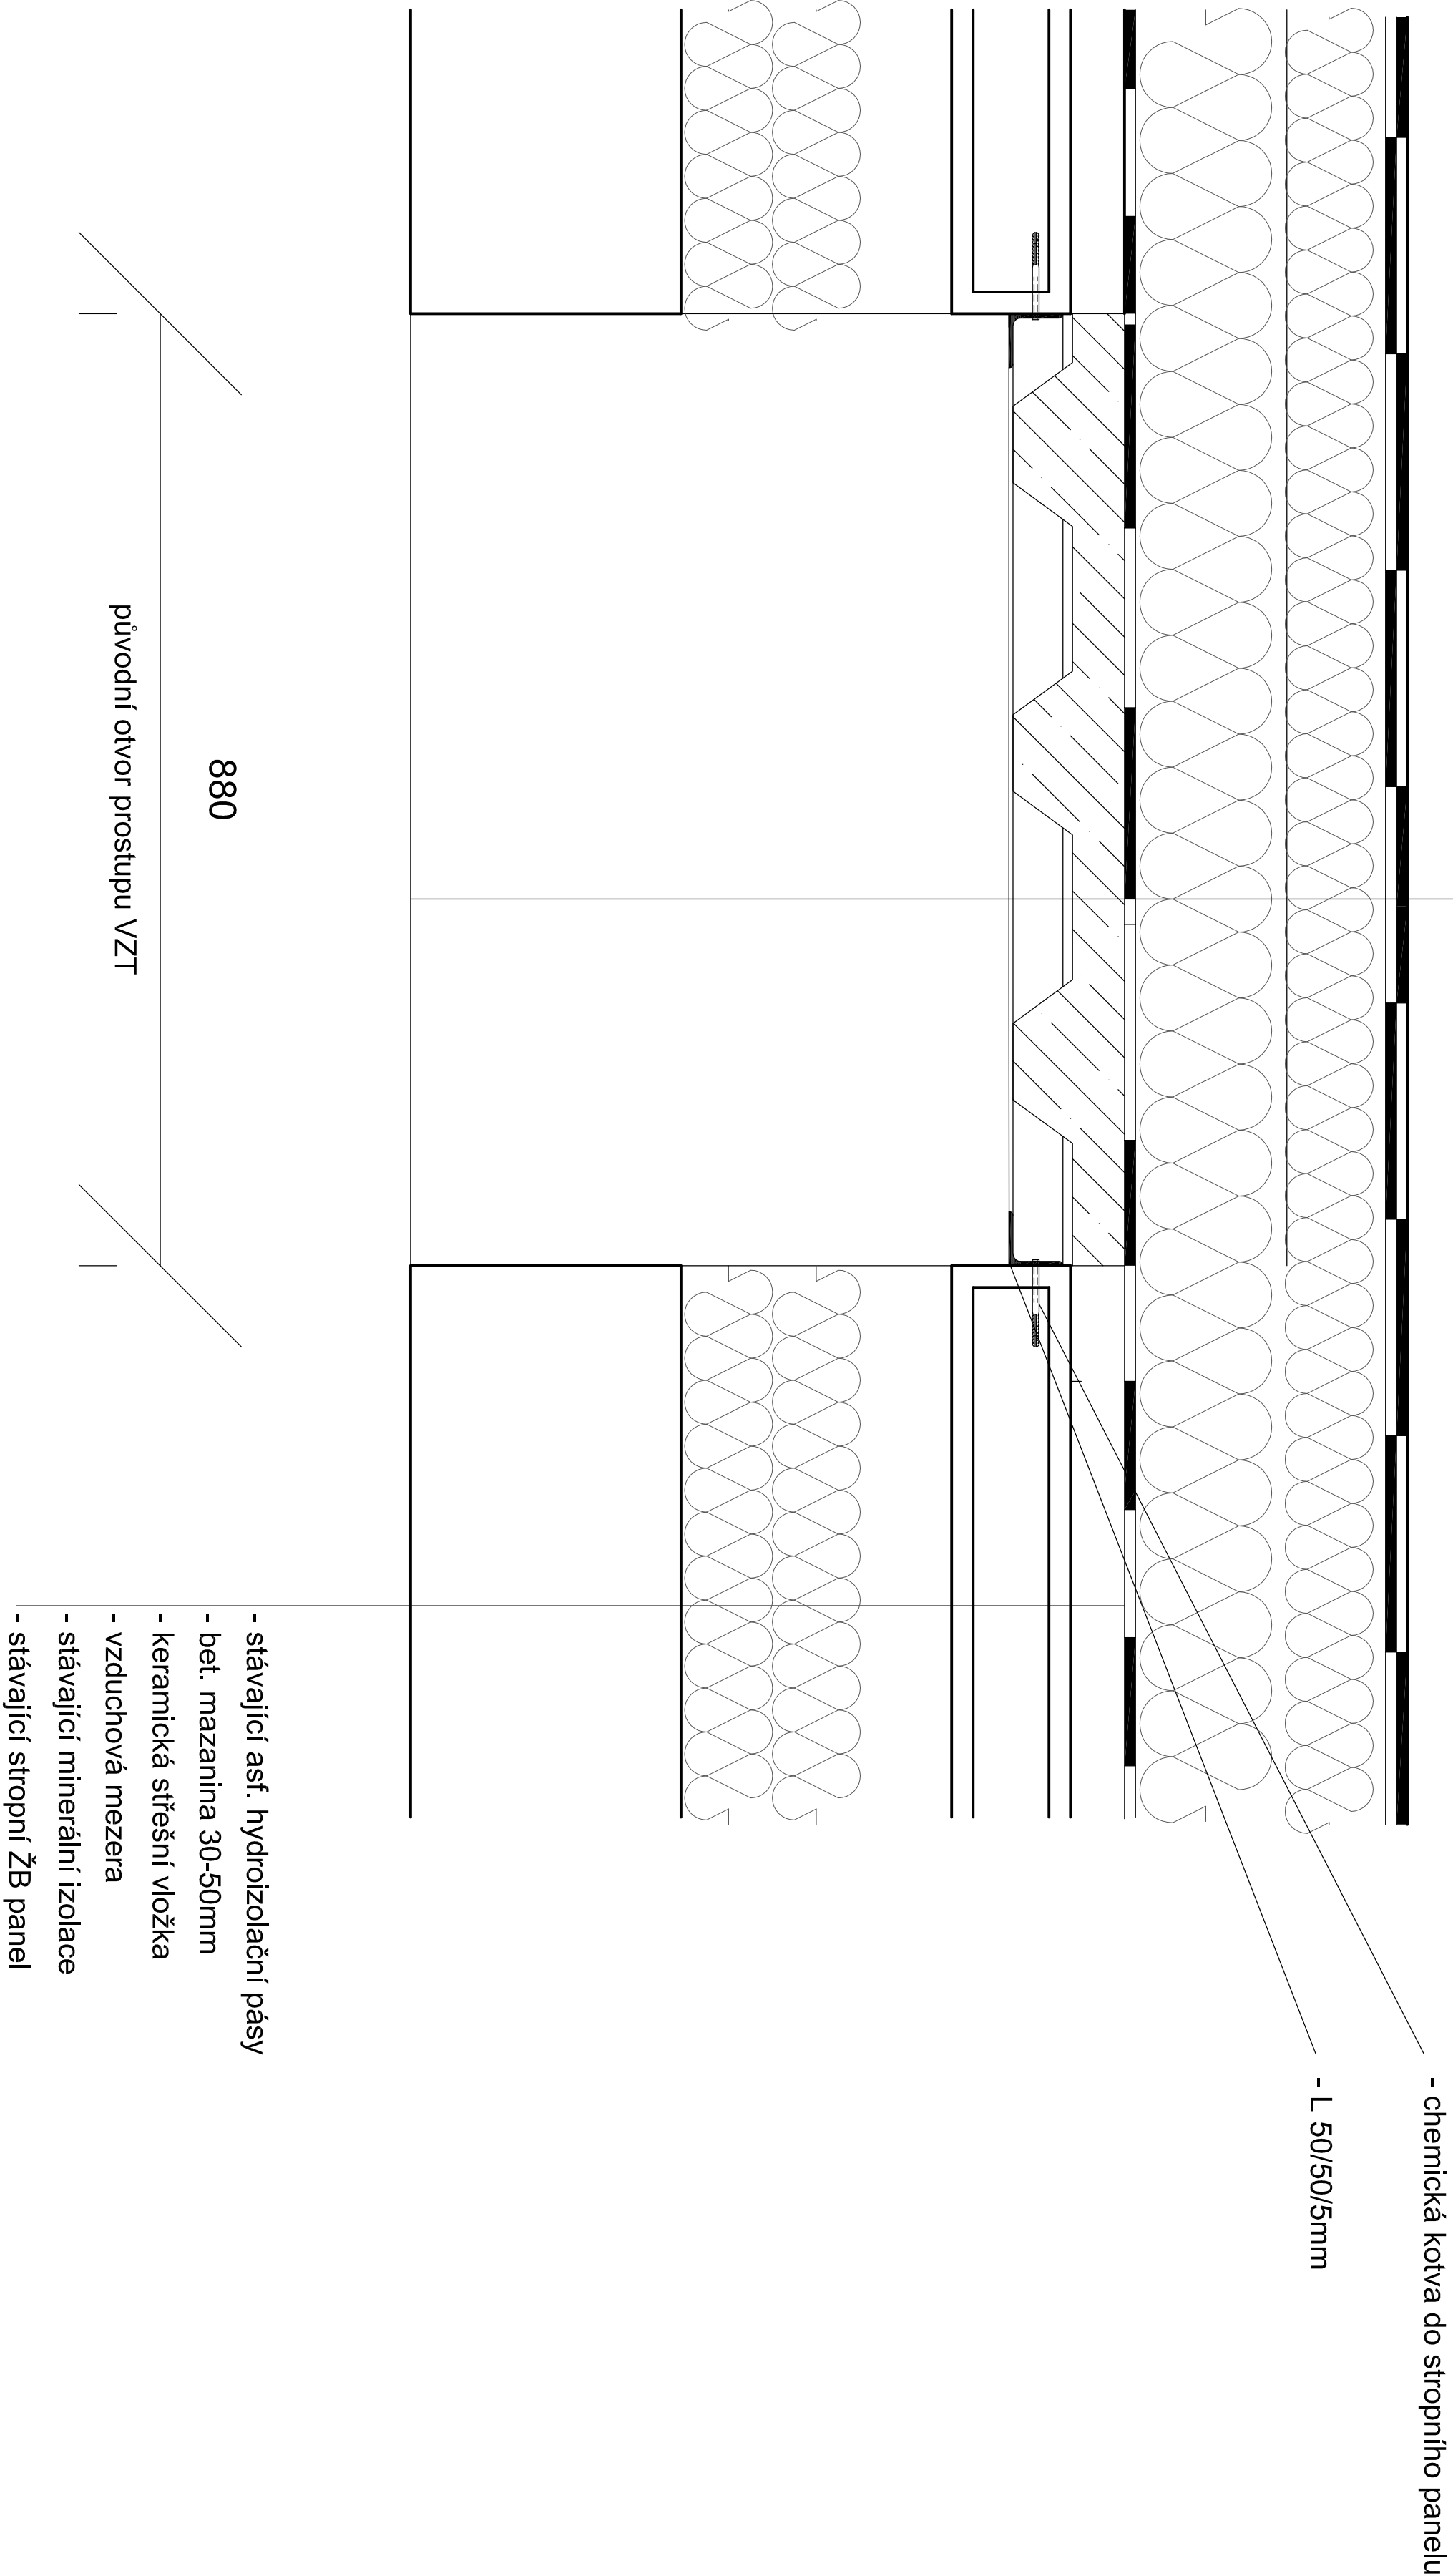 - chemická kotva do stropního panelu
- L 50/50/5mm
- stávající asf. hydroizolační pásy
- bet. mazanina 30-50mm
- keramická střešní vložka
- vzduchová mezera
- stávající minerální izolace
- stávající stropní ŽB panel
880
původní otvor prostupu VZT